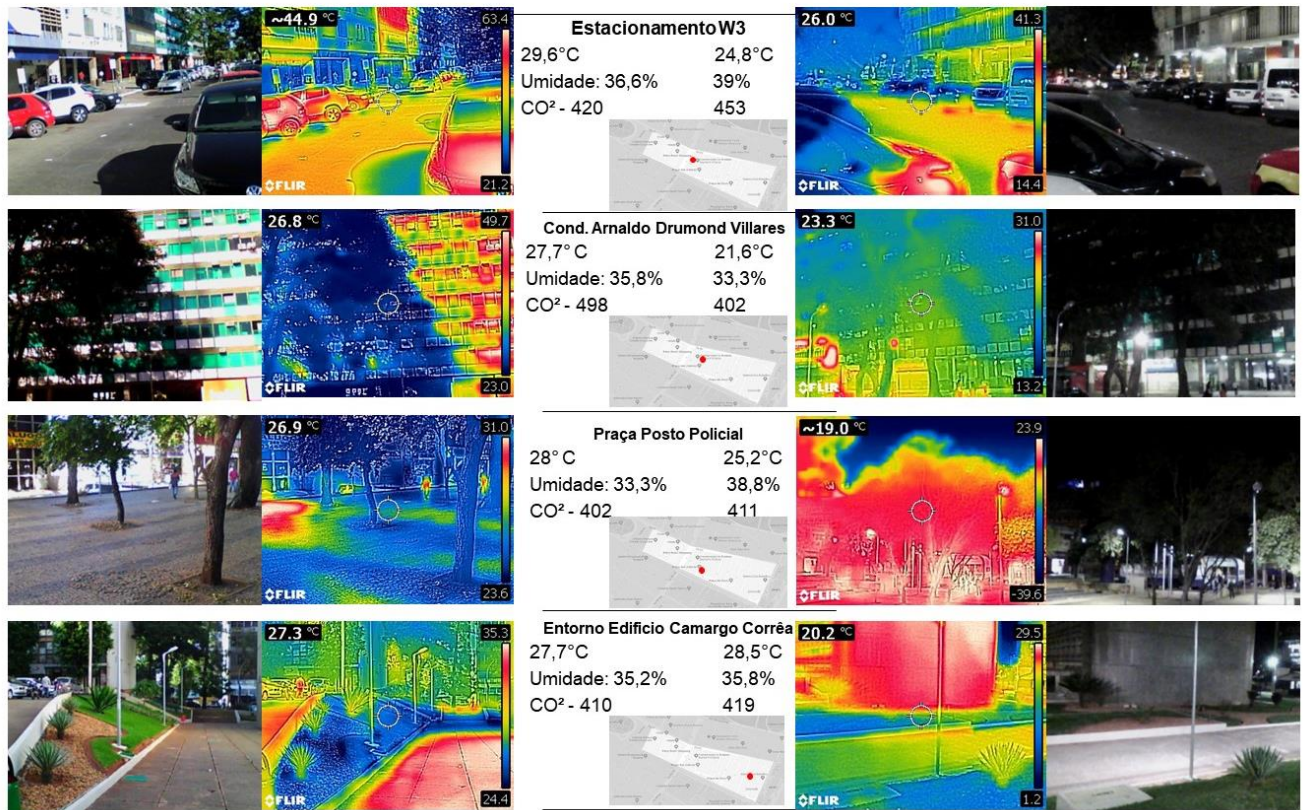 ~44.9 °C
63.4
21.2
FLIR
Estacionamento W3
29,6°C 24,8°C
Umidade: 36,6% 39%
CO² - 420 453
26.0 °C
41.3
14.4
FLIR
26.8 °C
49.7
23.0
FLIR
Cond. Arnaldo Drumond Villares
27,7° C 21,6°C
Umidade: 35,8% 33,3%
CO² - 498 402
23.3 °C
31.0
13.2
FLIR
26.9 °C
31.0
23.6
FLIR
Praça Posto Policial
28° C 25,2°C
Umidade: 33,3% 38,8%
CO² - 402 411
~19.0 °C
23.9
-39.6
FLIR
27.3 °C
35.3
24.4
FLIR
Entorno Edificio Camargo Corrêa
27,7°C 28,5°C
Umidade: 35,2% 35,8%
CO² - 410 419
20.2 °C
29.5
1.2
FLIR